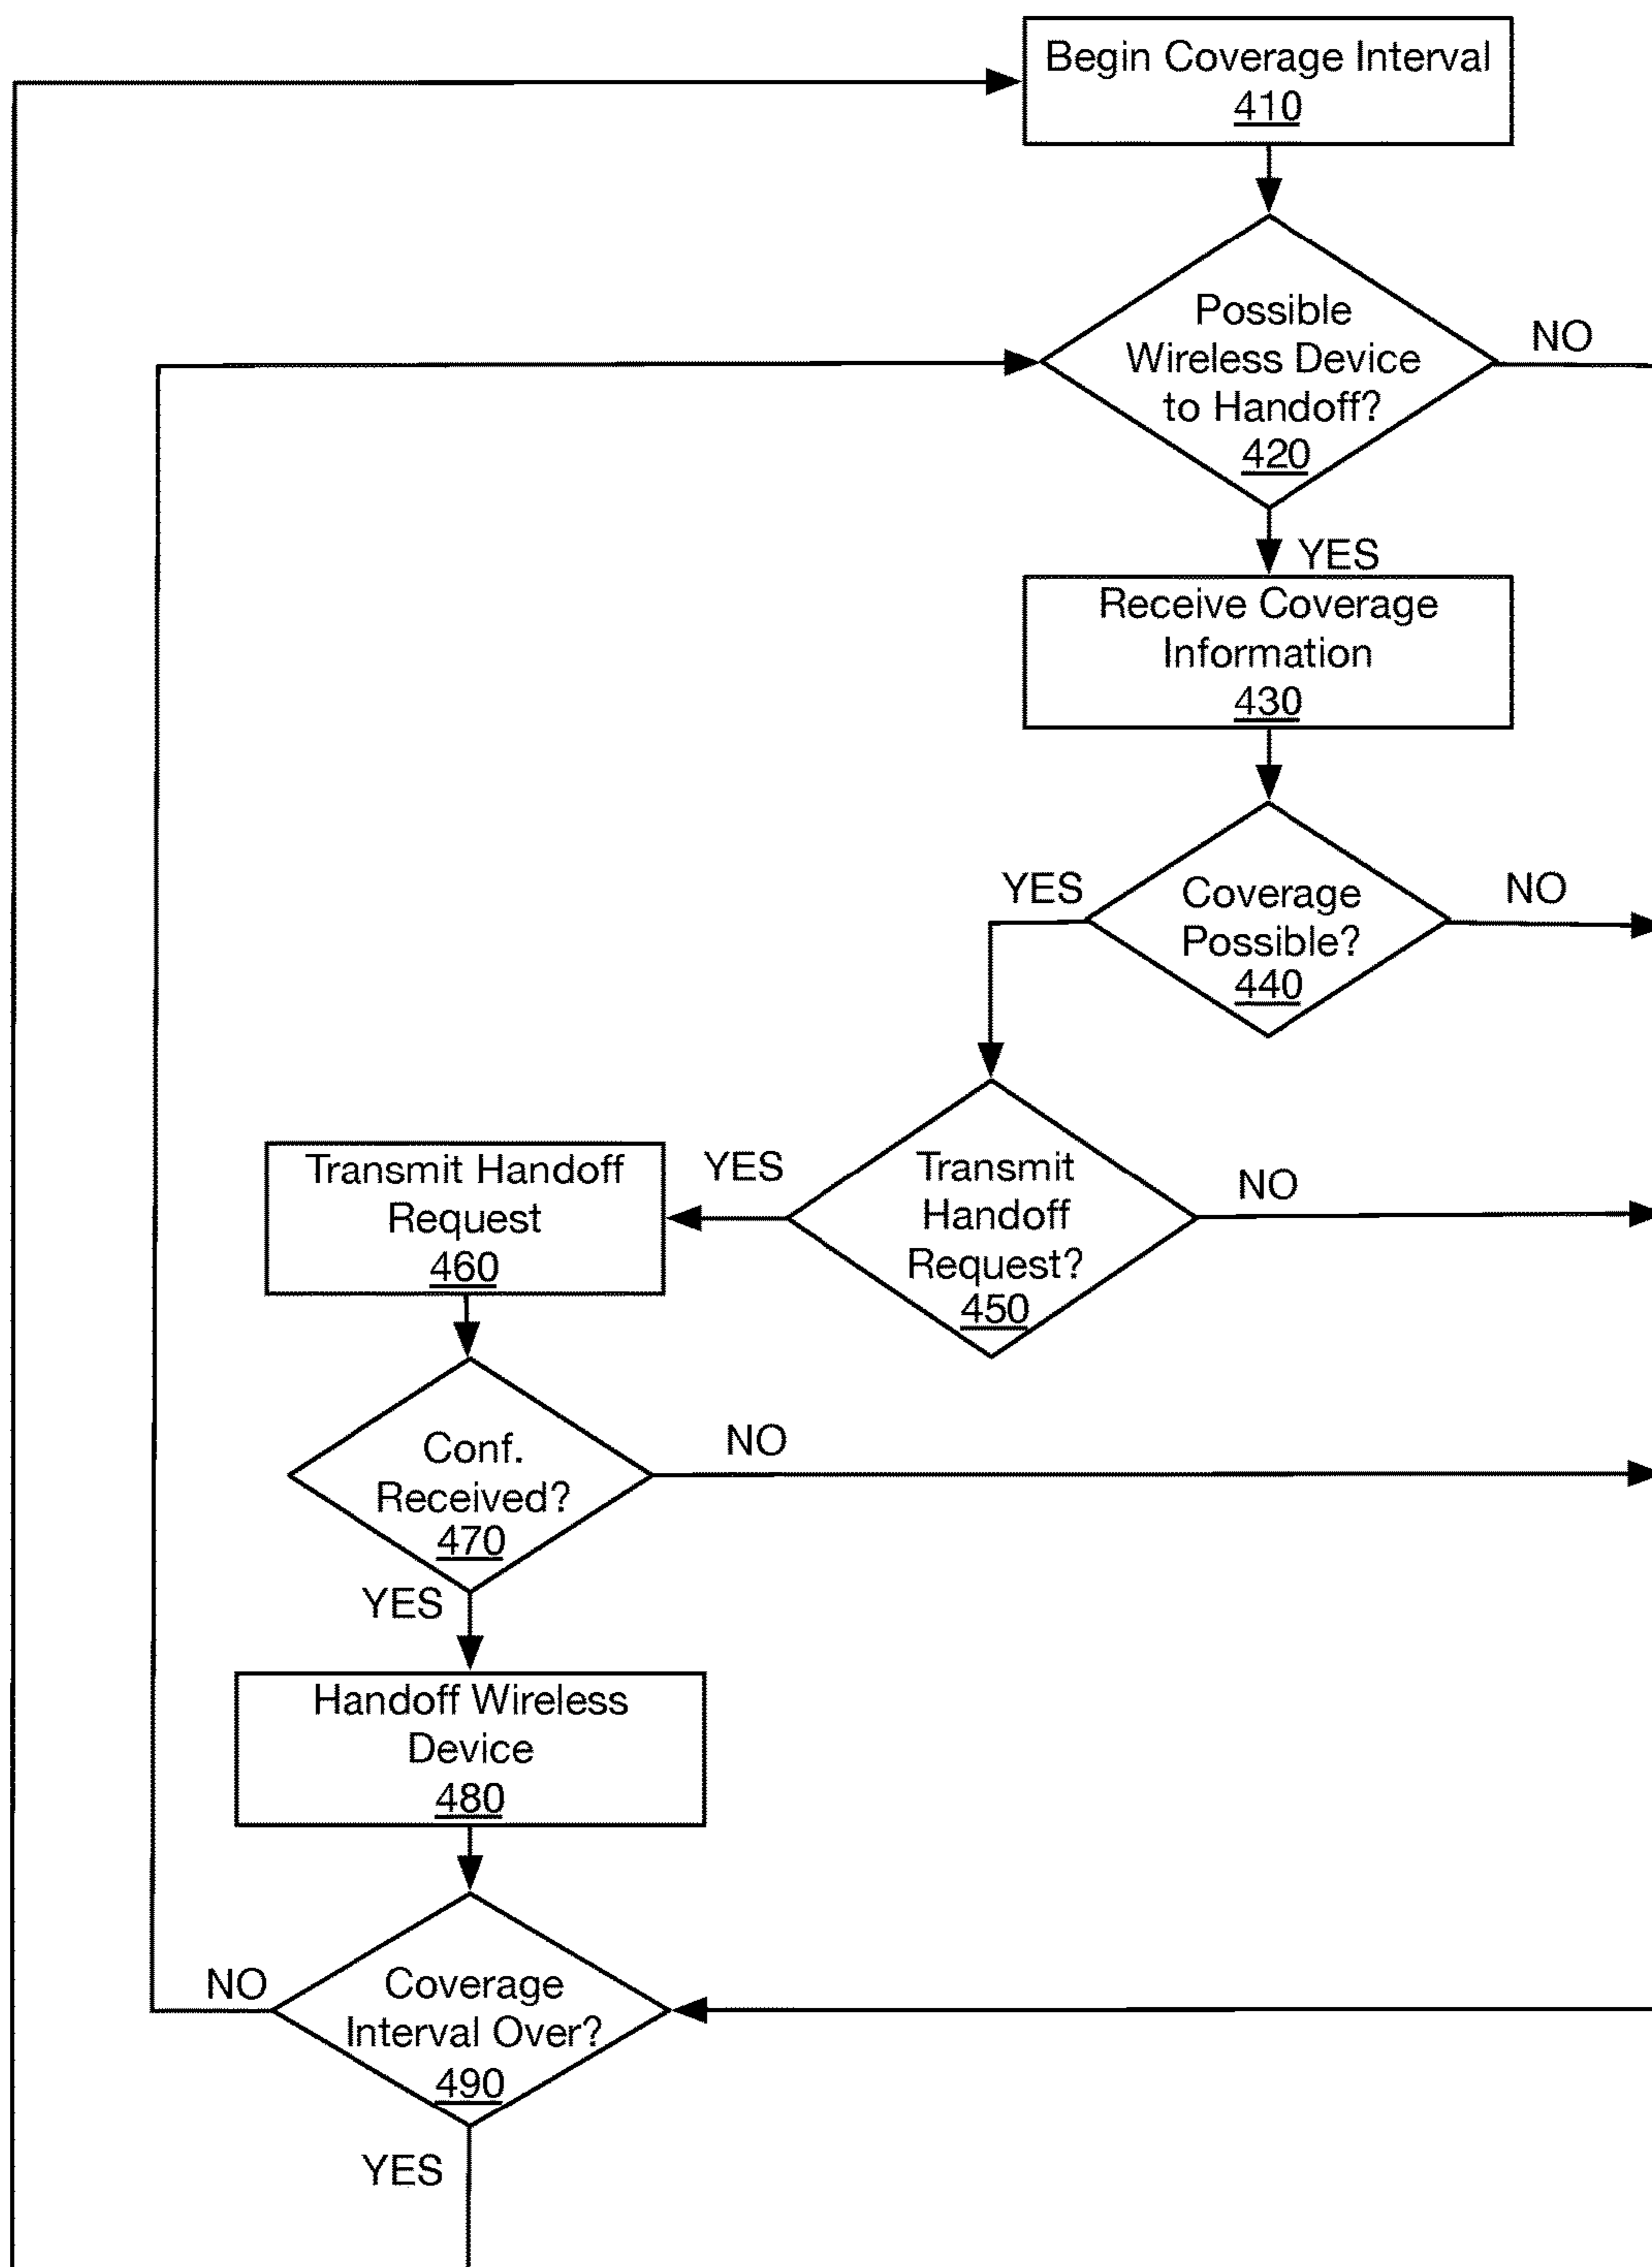 Begin Coverage Interval
410
Possible
Wireless Device
to Handoff?
420
NO
YES
Receive Coverage
Information
430
YES
Coverage
Possible?
440
NO
Transmit Handoff
Request
460
YES
Transmit
Handoff
Request?
450
NO
Conf.
Received?
470
NO
YES
Handoff Wireless
Device
480
NO
Coverage
Interval Over?
490
YES